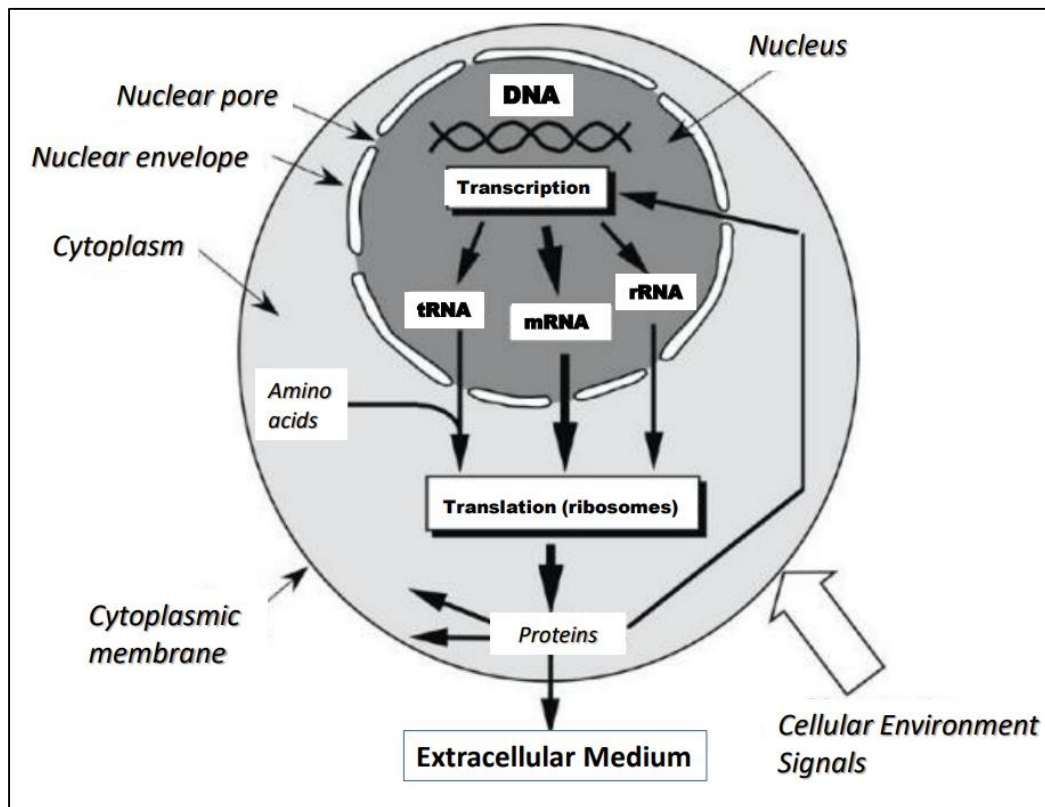 Nucleus
DNA
Nuclear pore
Nuclear envelope
Transcription
Cytoplasm
tRNA
mRNA
rRNA
Amino
acids
Translation (ribosomes)
Cytoplasmic
membrane
Proteins
Extracellular Medium
Cellular Environment
Signals